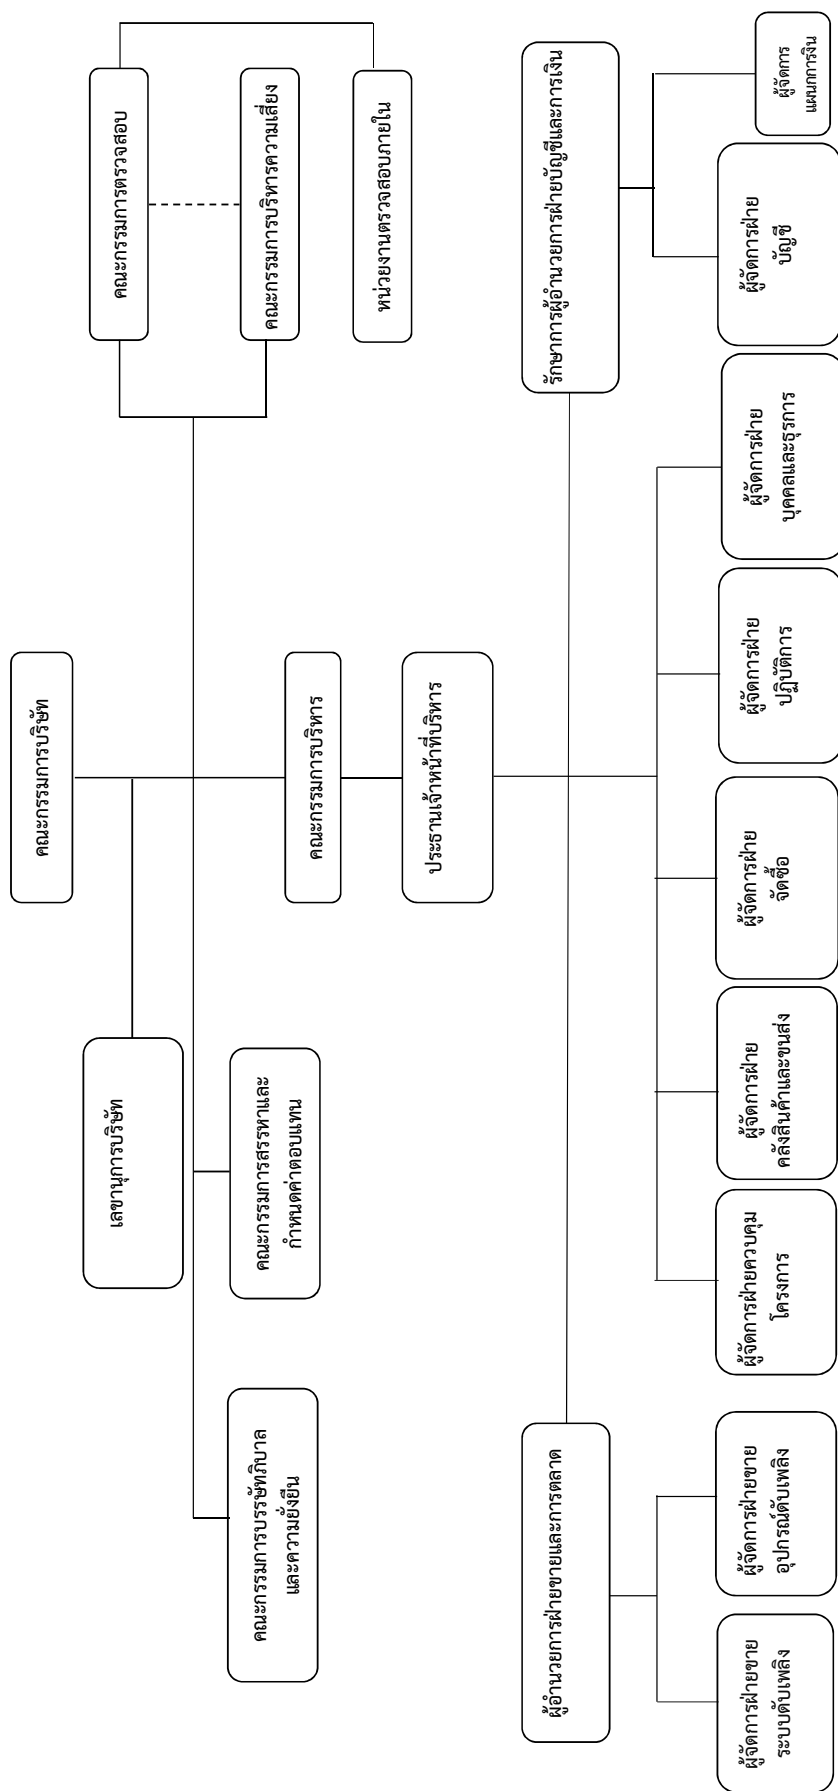 คณะกรรมการบริษัท
เลขานุการบริษัท
คณะกรรมการตรวจสอบ
คณะกรรมการบริหารความเสี่ยง
หน่วยงานตรวจสอบภายใน
คณะกรรมการบรรษัทภิบาล
และความยั่งยืน
คณะกรรมการสรรหาและ
กำหนดค่าตอบแทน
คณะกรรมการบริหาร
ประธานเจ้าหน้าที่บริหาร
ผู้อำนวยการฝ่ายขายและการตลาด
รักษาการผู้อำนวยการฝ่ายบัญชีและการเงิน
ผู้จัดการฝ่ายขาย
ระบบดับเพลิง
ผู้จัดการฝ่ายขาย
อุปกรณ์ดับเพลิง
ผู้จัดการฝ่ายควบคุม
โครงการ
ผู้จัดการฝ่าย
คลังสินค้าและขนส่ง
ผู้จัดการฝ่าย
จัดซื้อ
ผู้จัดการฝ่าย
ปฏิบัติการ
ผู้จัดการฝ่าย
บุคคลและธุรการ
ผู้จัดการฝ่าย
บัญชี
ผู้จัดการ
แผนกการเงิน